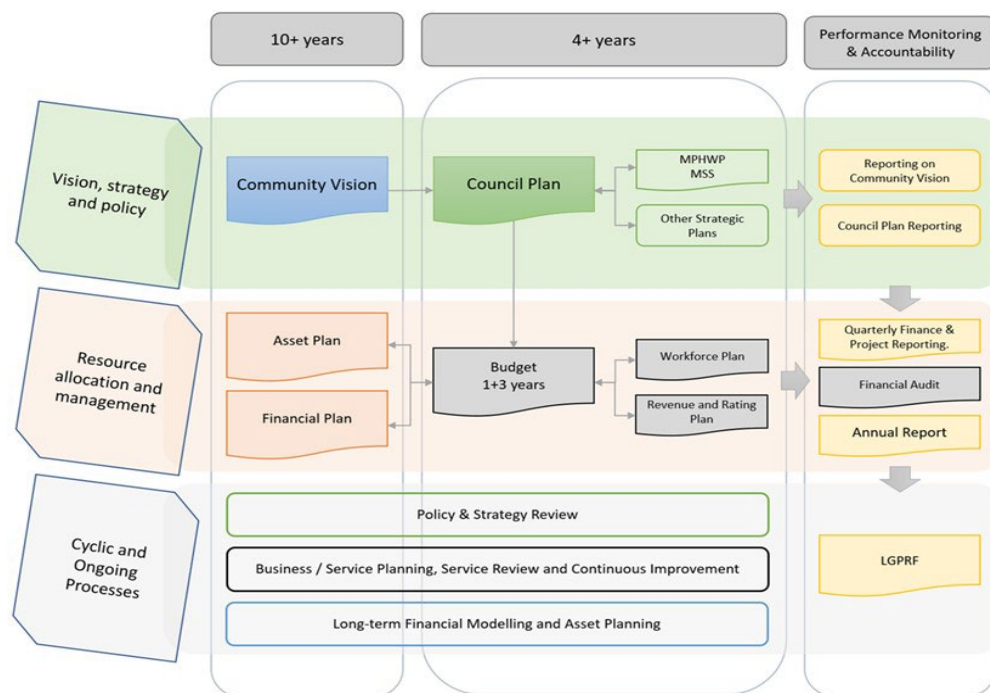 10+ years
4+ years
Performance Monitoring
& Accountability
Vision, strategy
and policy
Community Vision
Council Plan
MPHWP
MSS
Other Strategic
Plans
Reporting on
Community Vision
Council Plan Reporting
Resource
allocation and
management
Asset Plan
Financial Plan
Budget
1+3 years
Workforce Plan
Revenue and Rating
Plan
Quarterly Finance &
Project Reporting.
Financial Audit
Annual Report
Cyclic and
Ongoing
Processes
Policy & Strategy Review
Business / Service Planning, Service Review and Continuous Improvement
Long-term Financial Modelling and Asset Planning
LGPRF